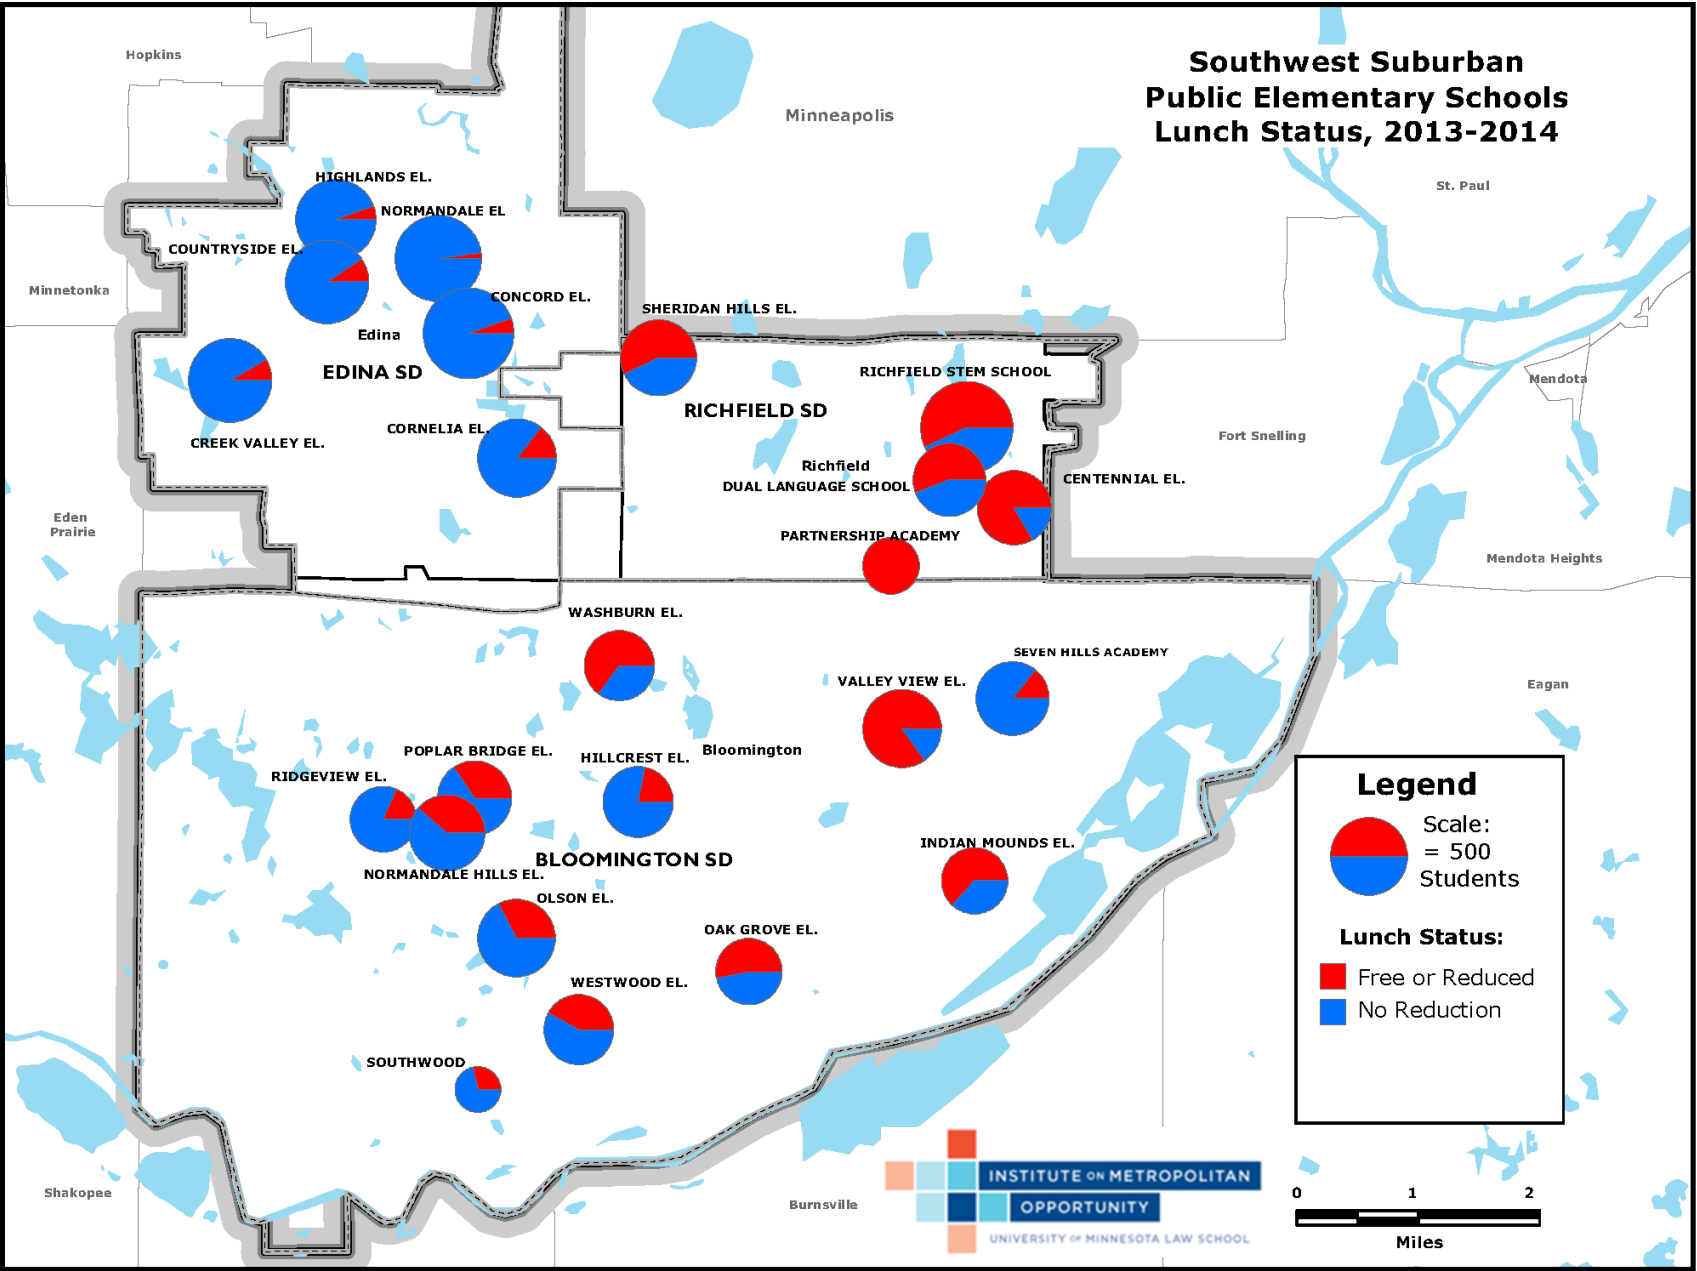 Southwest Suburban
Public Elementary Schools
Lunch Status, 2013-2014
Hopkins
Minneapolis
St. Paul
HIGHLANDS EL.
NORMANDALE EL
COUNTRYSIDE EL.
Minnetonka
CONCORD EL.
SHERIDAN HILLS EL.
Edina
EDINA SD
RICHFIELD STEM SCHOOL
Mendota
RICHFIELD SD
CREEK VALLEY EL.
CORNELIA EL.
Fort Snelling
Richfield
DUAL LANGUAGE SCHOOL
CENTENNIAL EL.
Eden
Prairie
PARTNERSHIP ACADEMY
Mendota Heights
WASHBURN EL.
SEVEN HILLS ACADEMY
VALLEY VIEW EL.
Eagan
POPLAR BRIDGE EL.
Bloomington
HILLCREST EL.
RIDGEVIEW EL.
Legend
Scale:
= 500
Students
INDIAN MOUNDS EL.
BLOOMINGTON SD
NORMANDALE HILLS EL.
OLSON EL.
OAK GROVE EL.
Lunch Status:
Free or Reduced
No Reduction
WESTWOOD EL.
SOUTHWOOD
INSTITUTE ON METROPOLITAN
OPPORTUNITY
UNIVERSITY OF MINNESOTA LAW SCHOOL
Shakopee
Burnsville
0 1 2
Miles